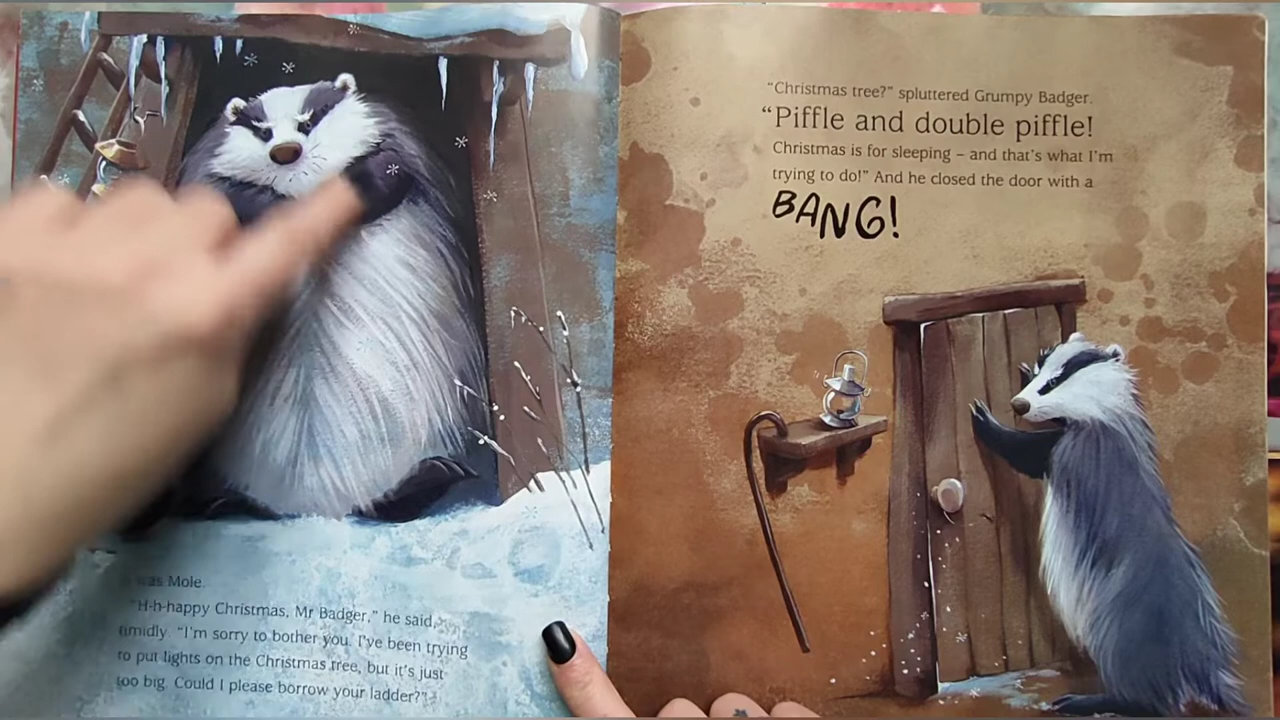 was Mole.
"H-h-happy Christmas, Mr Badger," he said,
timidly. "I'm sorry to bother you. I've been trying
to put lights on the Christmas tree, but it's just
too big. Could I please borrow your ladder?"
"Christmas tree?" spluttered Grumpy Badger.
"Piffle and double piffle!
Christmas is for sleeping – and that's what I'm
trying to do!" And he closed the door with a
BANG!